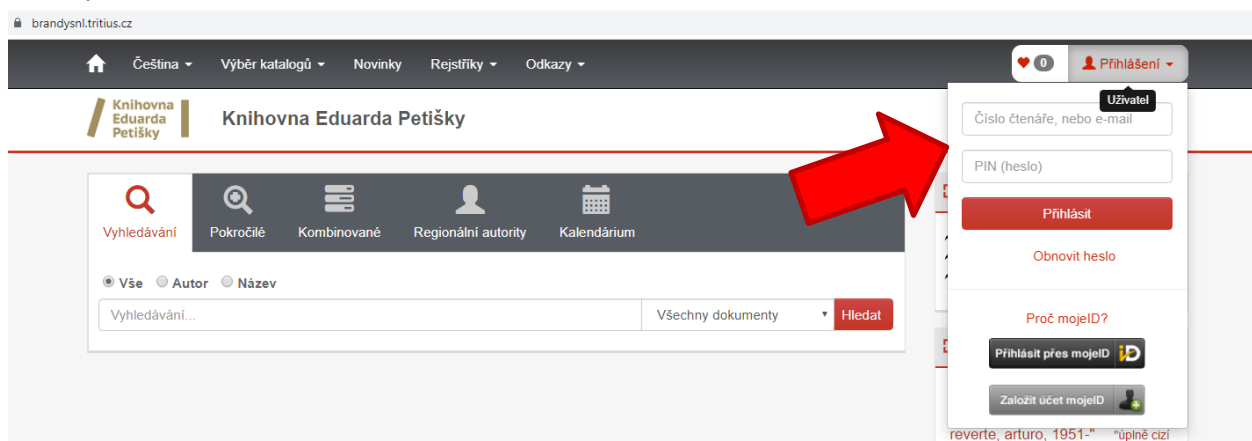 brandysnl.tritius.cz
Čeština Výběr katalogů Novinky Rejstříky Odkazy 0 Přihlášení
Uživatel
Knihovna
Eduarda
Petišky
Knihovna Eduarda Petišky
Číslo čtenáře, nebo e-mail
PIN (heslo)
Přihlásit
Obnovit heslo
Vyhledávání Pokročilé Kombinované Regionální autority Kalendárium
Vše Autor Název
Vyhledávání... Všechny dokumenty Hledat
Proč mojeID?
Přihlásit přes mojeID iD
Založit účet mojeID
reverte, arturo, 1951-" "úplně cizí